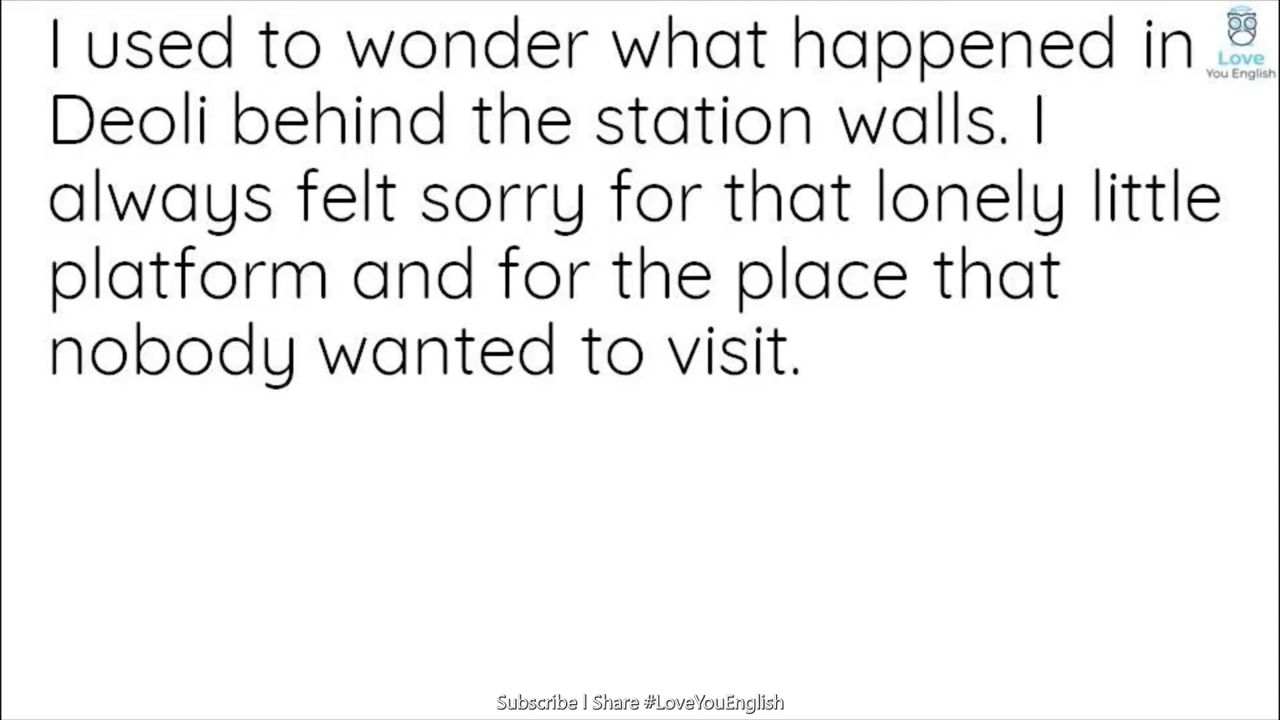 I used to wonder what happened in
Deoli behind the station walls. I
always felt sorry for that lonely little
platform and for the place that
nobody wanted to visit.
Love
You English
Subscribe | Share #LoveYouEnglish